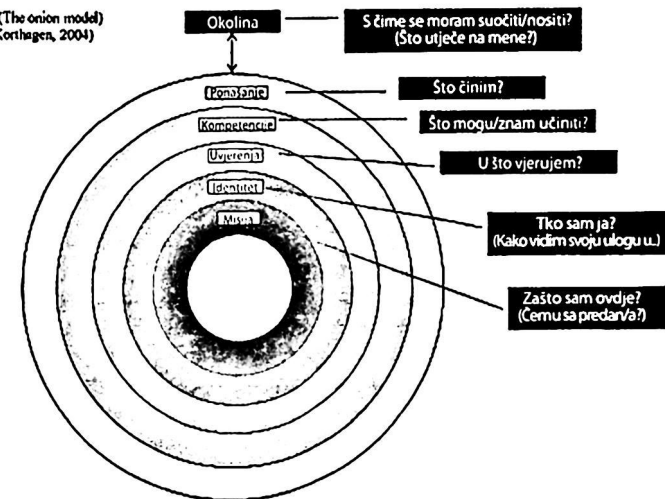 (The onion model)
Korthagen, 2004)
Okolina
S čime se moram suočiti/nositi?
(Što utječe na mene?)
Ponašanje
Što činim?
Kompetencije
Što mogu/znam učiniti?
Uvjerenja
U što vjerujem?
Identitet
Tko sam ja?
(Kako vidim svoju ulogu u..)
Misija
Zašto sam ovdje?
(Čemu sa predan/a?)